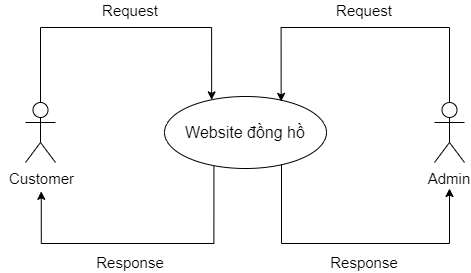 Request
Request
Website đồng hồ
Customer
Admin
Response
Response